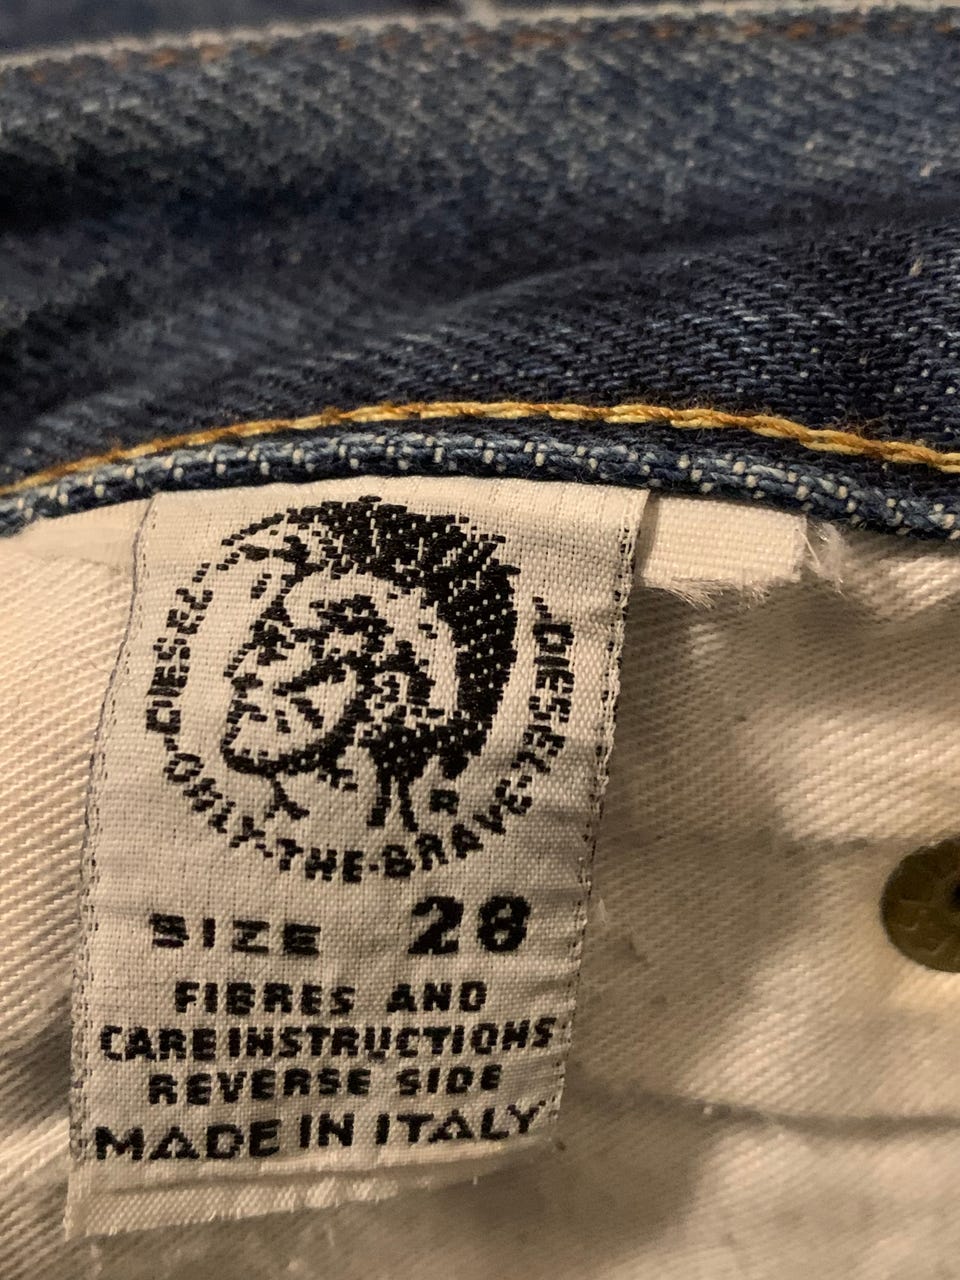 DIESEL
DIESEL
ONLY·THE·BRAVE
R
SIZE 28
FIBRES AND
CARE INSTRUCTIONS
REVERSE SIDE
MADE IN ITALY